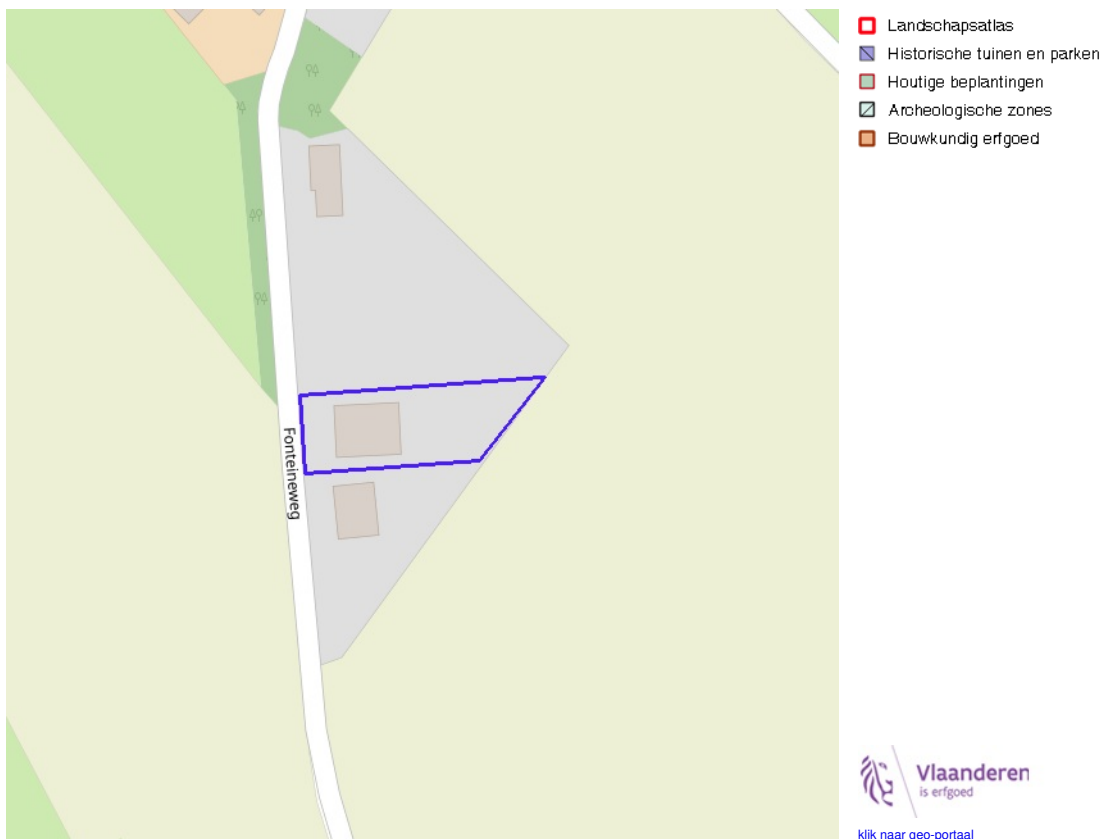 Landschapsatlas
Historische tuinen en parken
Houtige beplantingen
Archeologische zones
Bouwkundig erfgoed
Fonteineweg
Vlaanderen
is erfgoed
klik naar geo-portaal